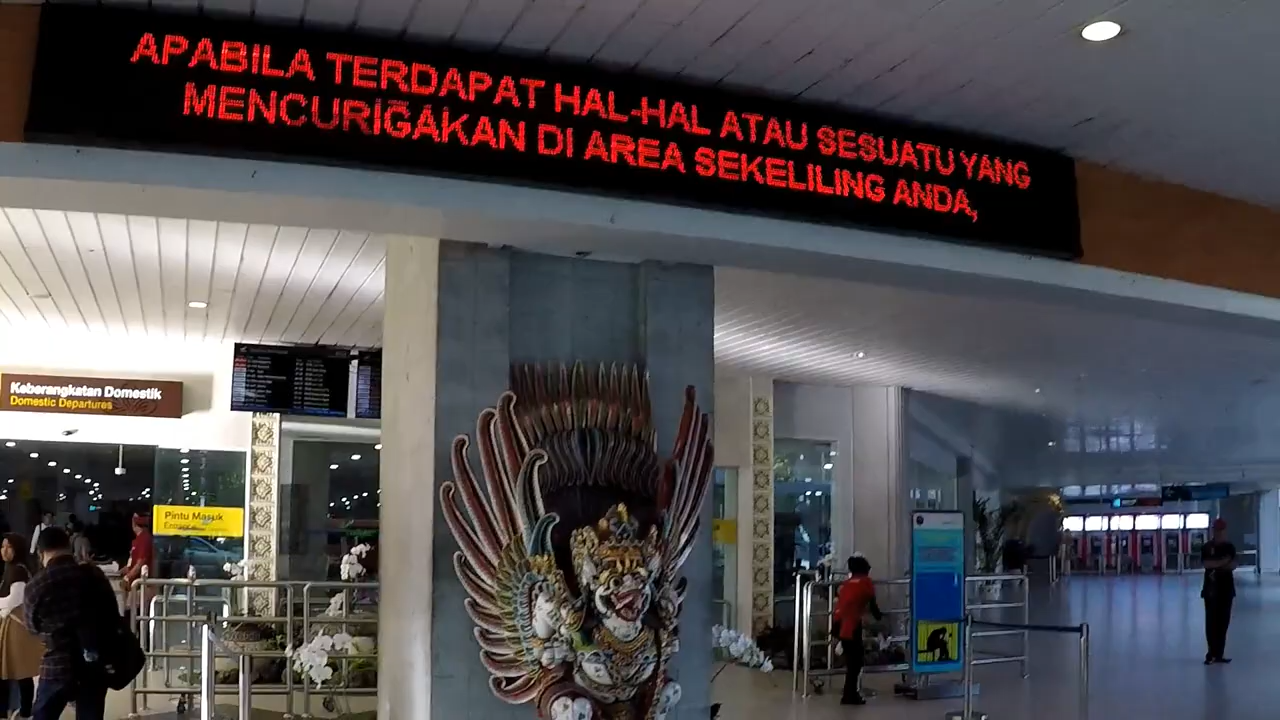 APABILA TERDAPAT HAL-HAL ATAU SESUATU YANG
MENCURIGAKAN DI AREA SEKELILING ANDA,
Keberangkatan Domestik
Domestic Departures
Pintu Masuk
Entrance